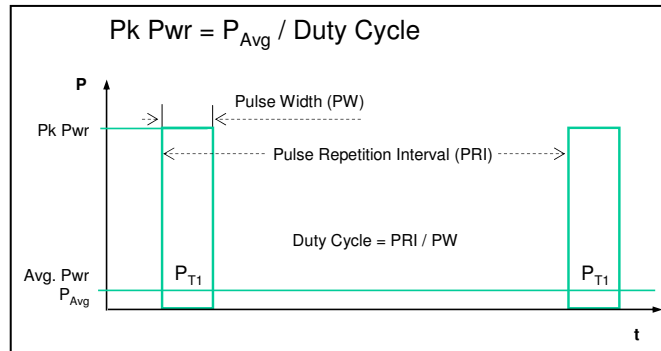 Pk Pwr = P_Avg / Duty Cycle
P
Pulse Width (PW)
Pk Pwr
Pulse Repetition Interval (PRI)
Duty Cycle = PRI / PW
Avg. Pwr
P_Avg
P_T1
P_T1
t